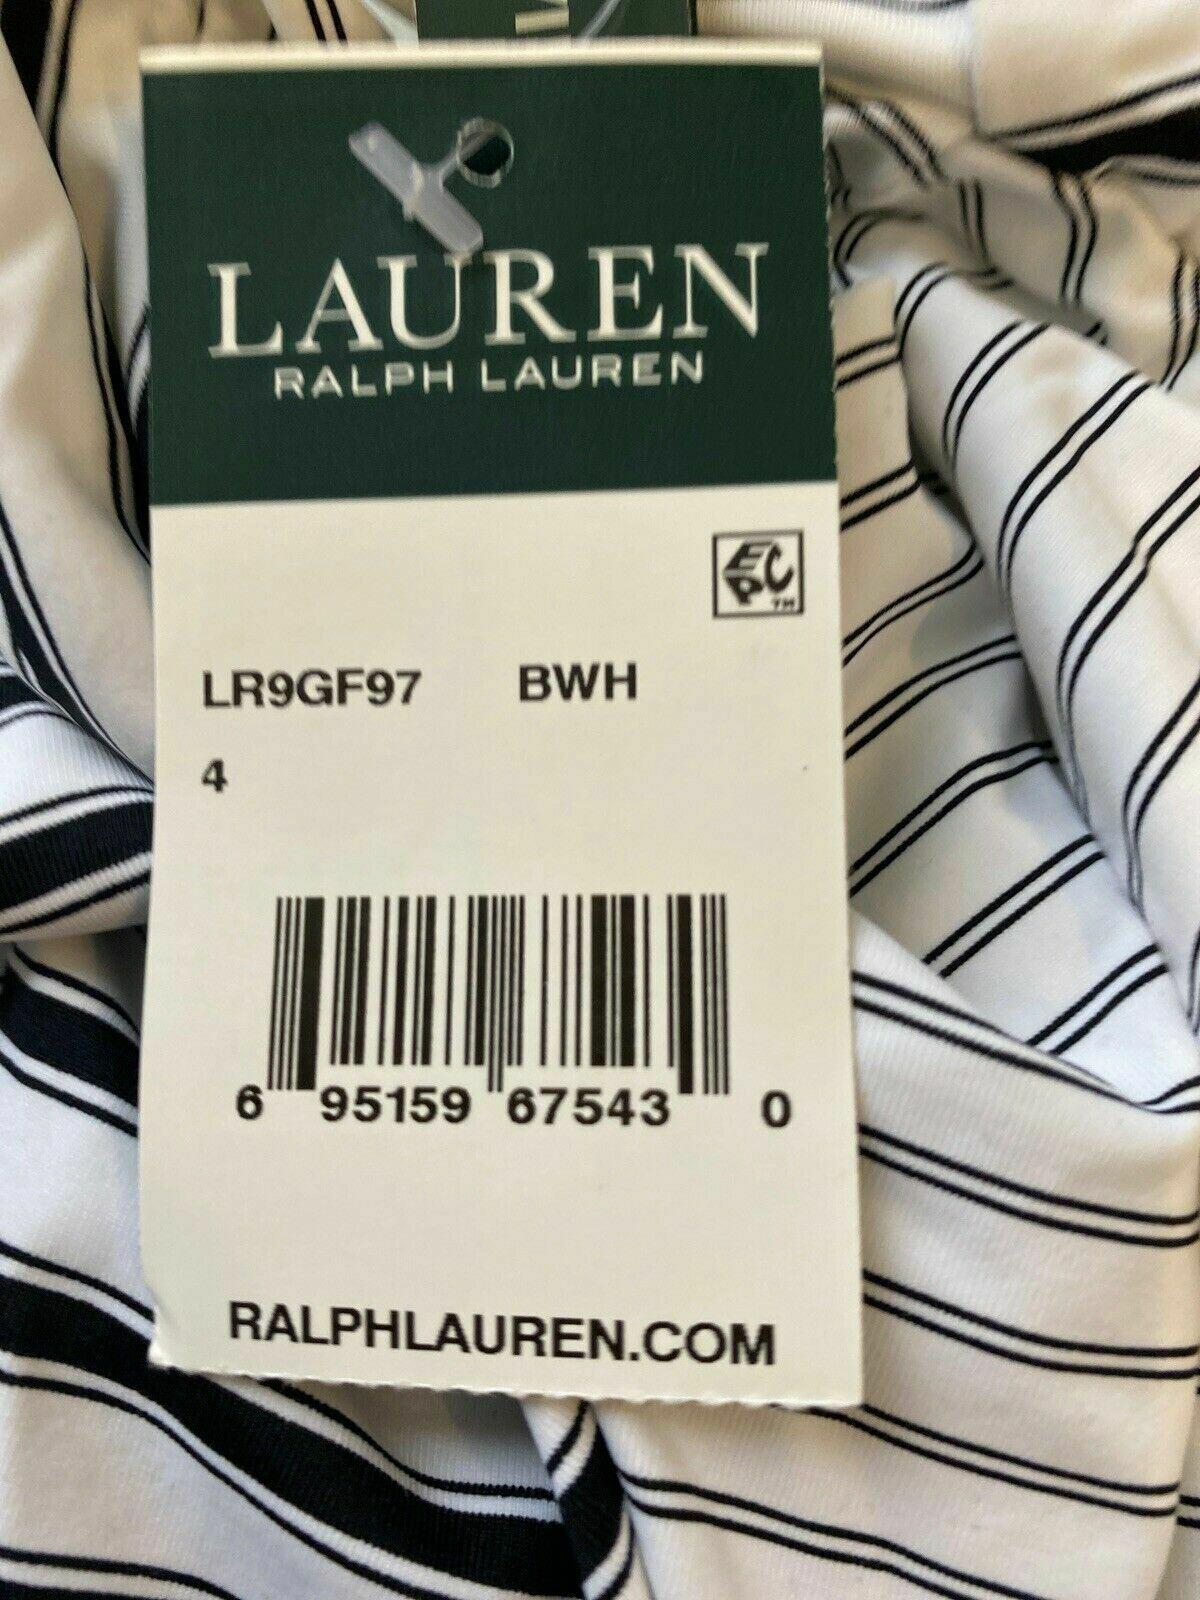 LAUREN
RALPH LAUREN
EPC TM
LR9GF97 BWH
4
6 95159 67543 0
RALPHLAUREN.COM